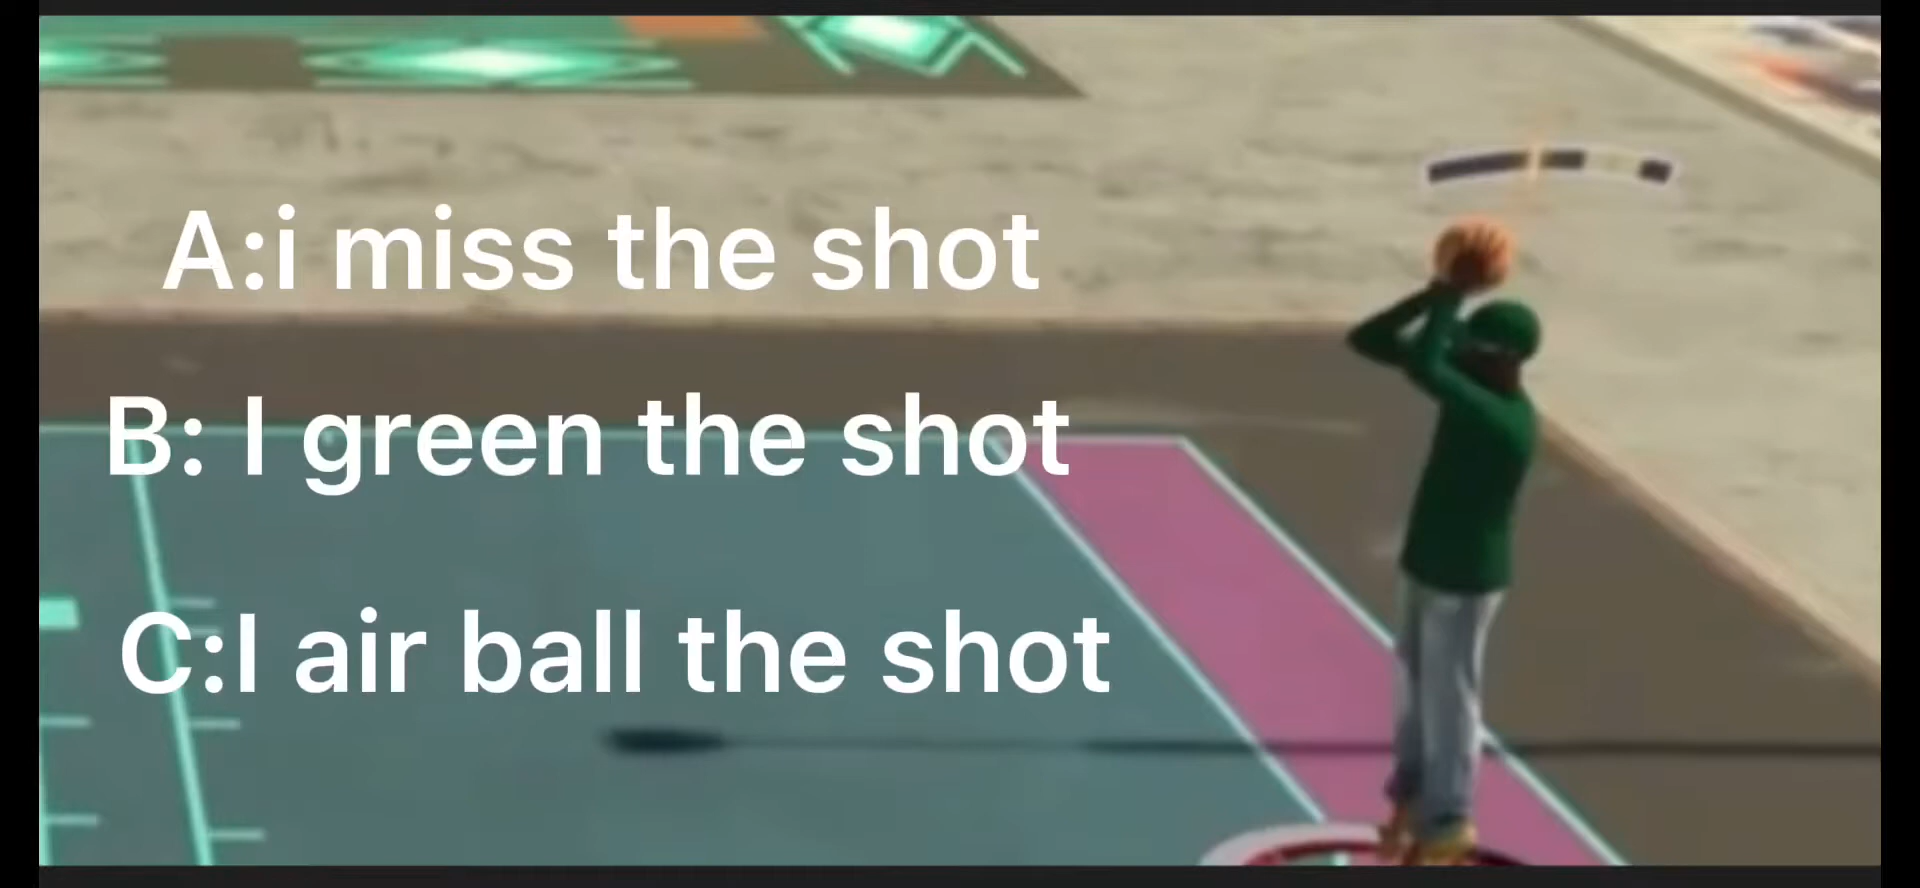 A:i miss the shot
B: I green the shot
C:I air ball the shot